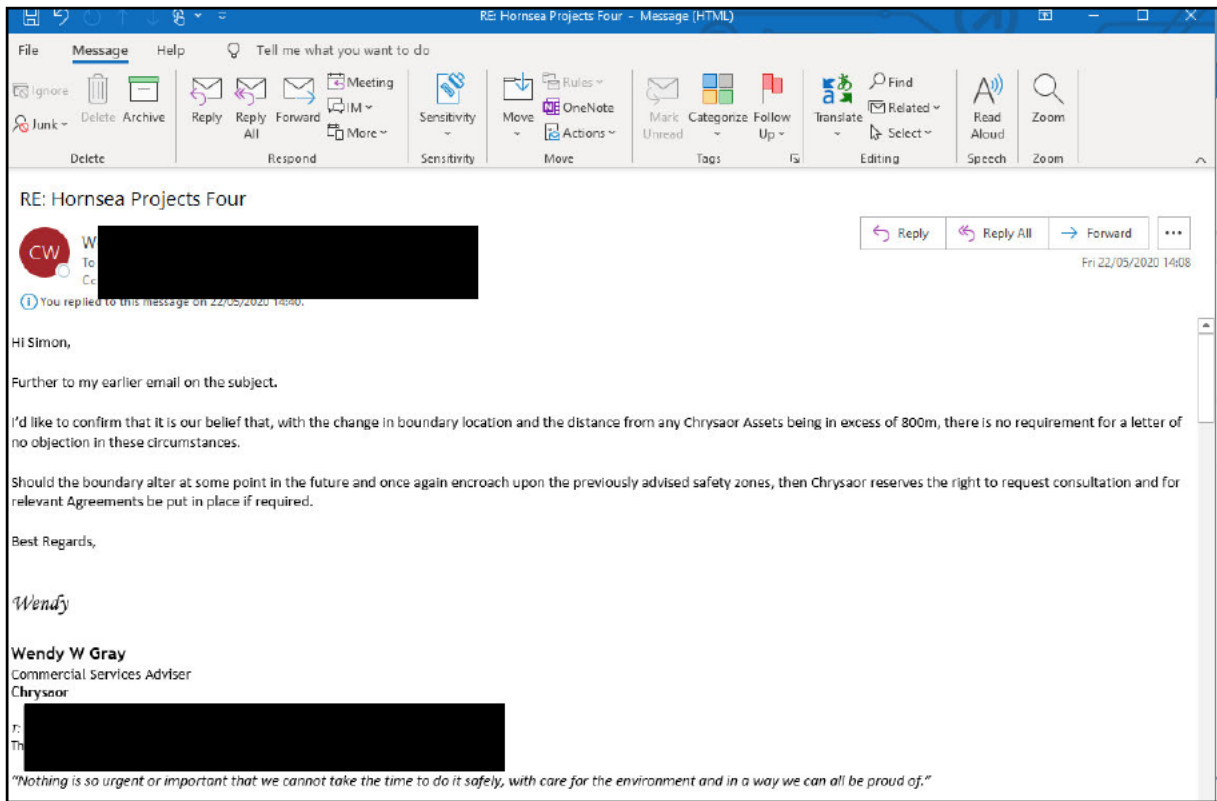 RE: Hornsea Projects Four - Message (HTML)
File Message Help Tell me what you want to do
Ignore
Junk
Delete
Archive
Reply
Reply All
Forward
Meeting
IM
More
Sensitivity
Move
Rules
OneNote
Actions
Mark Unread
Categorize
Follow Up
Translate
Find
Related
Select
Read Aloud
Zoom
Delete Respond Sensitivity Move Tags Editing Speech Zoom
RE: Hornsea Projects Four
Reply Reply All Forward ...
CW
W
To
Cc
Fri 22/05/2020 14:08
You replied to this message on 22/05/2020 14:40.
Hi Simon,
Further to my earlier email on the subject.
I'd like to confirm that it is our belief that, with the change in boundary location and the distance from any Chrysaor Assets being in excess of 800m, there is no requirement for a letter of
no objection in these circumstances.
Should the boundary alter at some point in the future and once again encroach upon the previously advised safety zones, then Chrysaor reserves the right to request consultation and for
relevant Agreements be put in place if required.
Best Regards,
Wendy
Wendy W Gray
Commercial Services Adviser
Chrysaor
T:
Th
"Nothing is so urgent or important that we cannot take the time to do it safely, with care for the environment and in a way we can all be proud of."